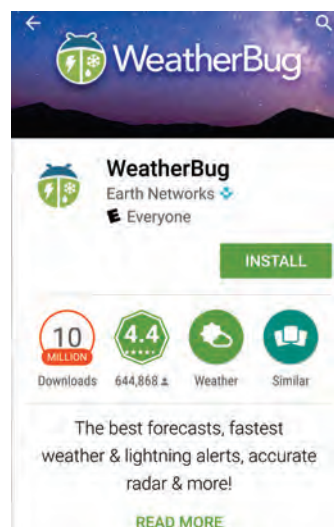 WeatherBug
WeatherBug
Earth Networks
E Everyone
INSTALL
10
MILLION
4.4
Downloads
644,868
Weather
Similar
The best forecasts, fastest
weather & lightning alerts, accurate
radar & more!
READ MORE